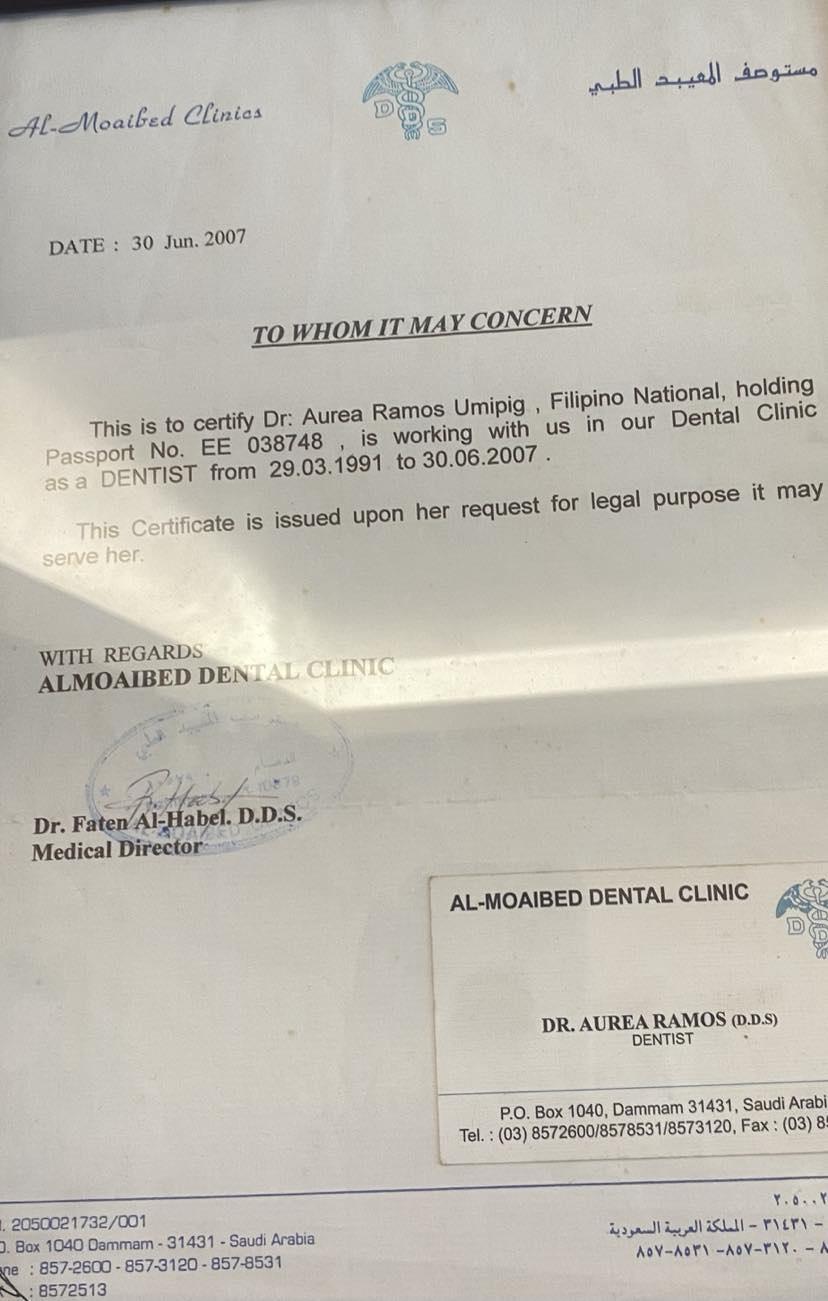 Al-Moaibed Clinics
مستوصف المعيبد الطبي
D S
DATE : 30 Jun. 2007
TO WHOM IT MAY CONCERN
This is to certify Dr: Aurea Ramos Umipig , Filipino National, holding
Passport No. EE 038748 , is working with us in our Dental Clinic
as a DENTIST from 29.03.1991 to 30.06.2007 .
This Certificate is issued upon her request for legal purpose it may
serve her.
WITH REGARDS
ALMOAIBED DENTAL CLINIC
Dr. Faten Al-Habel. D.D.S.
Medical Director
AL-MOAIBED DENTAL CLINIC
D
DR. AUREA RAMOS (D.D.S)
DENTIST
P.O. Box 1040, Dammam 31431, Saudi Arabi
Tel. : (03) 8572600/8578531/8573120, Fax : (03) 8
. 2050021732/001
. Box 1040 Dammam - 31431 - Saudi Arabia
: 857-2600 - 857-3120 - 857-8531
: 8572513
٢٠٥٠٠٢
– ٣١٤٣١ – المملكة العربية السعودية
٨ – ٨٥٧-٣١٢٠ – ٨٥٧-٨٥٣١